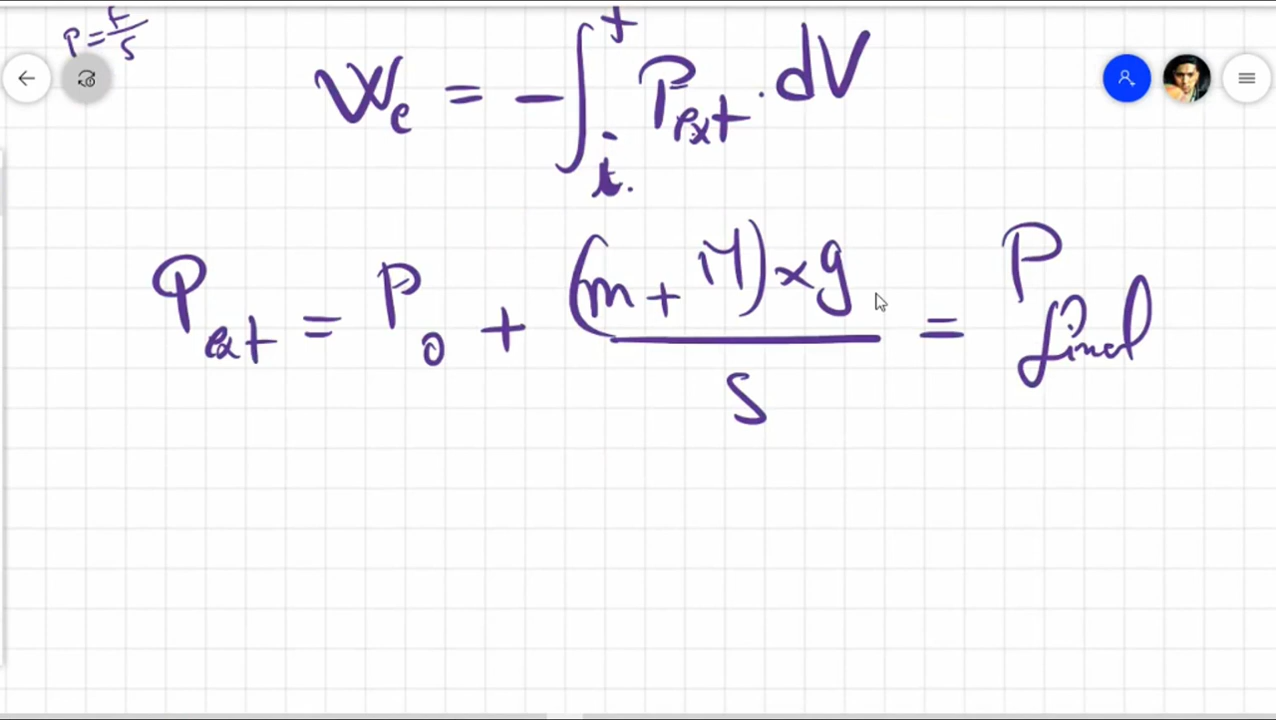 P = F/S
W_e = - ∫_i^f P_ext . dV
P_ext = P_0 + (m + M) × g / S = P_final